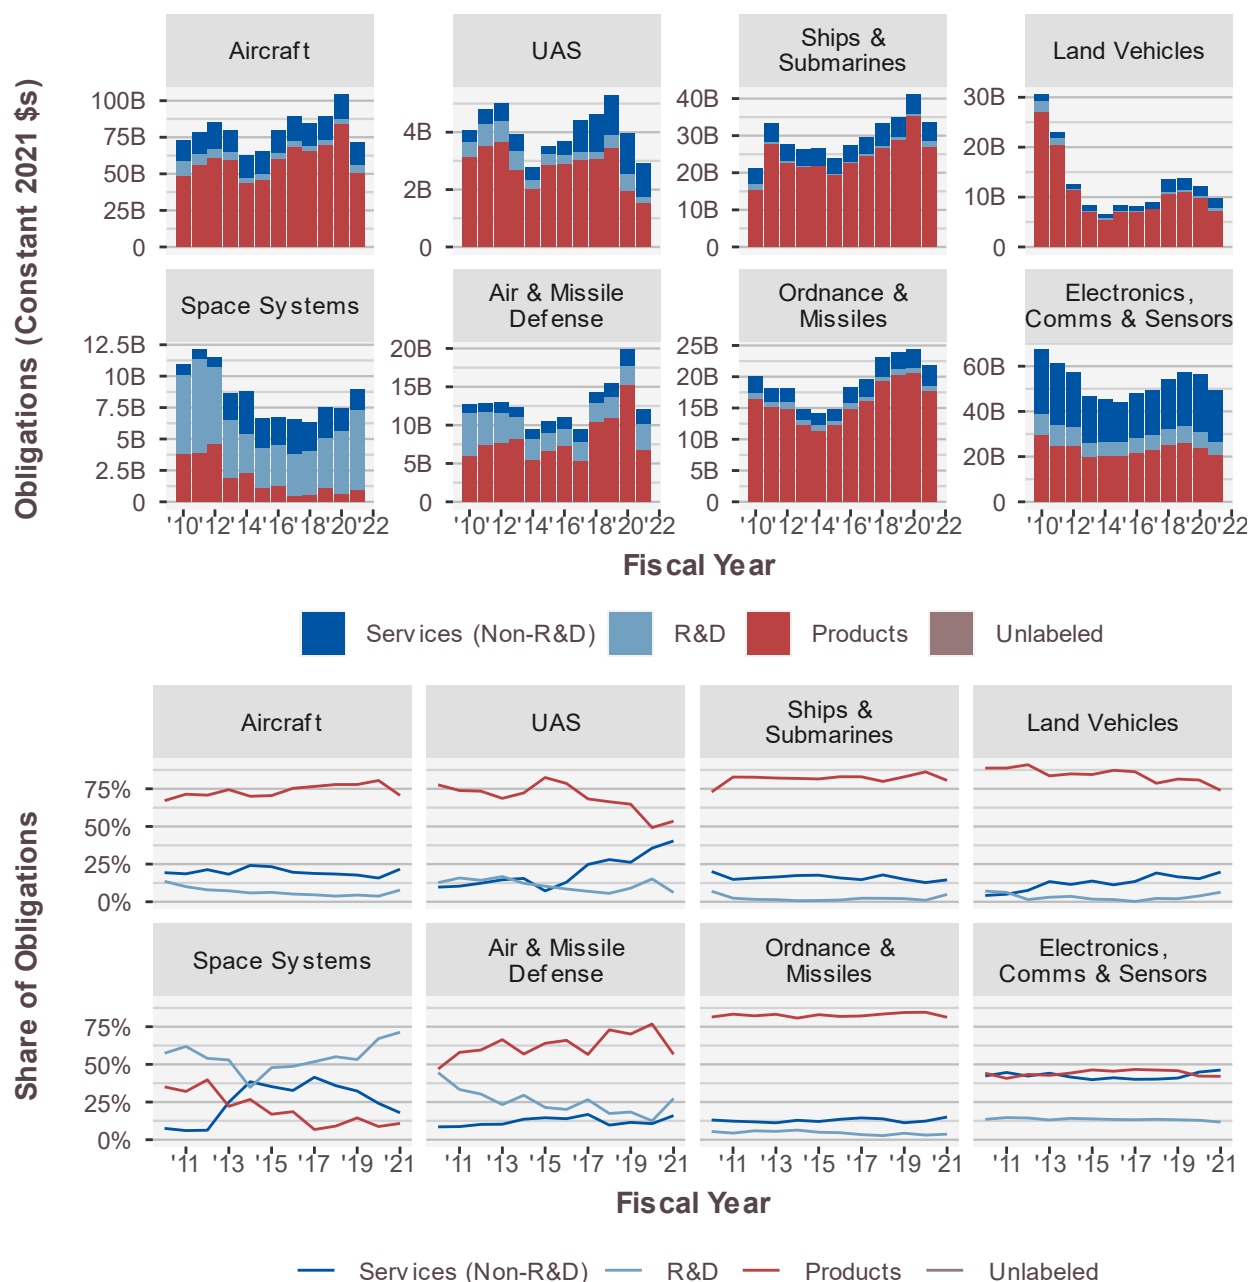 Obligations (Constant 2021 $s)
Aircraft
UAS
Ships &
Submarines
Land Vehicles
100B
75B
50B
25B
0
4B
2B
0
40B
30B
20B
10B
0
30B
20B
10B
0
Space Systems
Air & Missile
Defense
Ordnance &
Missiles
Electronics,
Comms & Sensors
12.5B
10B
7.5B
5B
2.5B
0
20B
15B
10B
5B
0
25B
20B
15B
10B
5B
0
60B
40B
20B
0
'10 '12 '14 '16 '18 '20 '22
'10 '12 '14 '16 '18 '20 '22
'10 '12 '14 '16 '18 '20 '22
'10 '12 '14 '16 '18 '20 '22
Fiscal Year
Services (Non-R&D) R&D Products Unlabeled
Share of Obligations
Aircraft
UAS
Ships &
Submarines
Land Vehicles
75%
50%
25%
0%
Space Systems
Air & Missile
Defense
Ordnance &
Missiles
Electronics,
Comms & Sensors
75%
50%
25%
0%
'11 '13 '15 '17 '19 '21
'11 '13 '15 '17 '19 '21
'11 '13 '15 '17 '19 '21
'11 '13 '15 '17 '19 '21
Fiscal Year
Services (Non-R&D) R&D Products Unlabeled